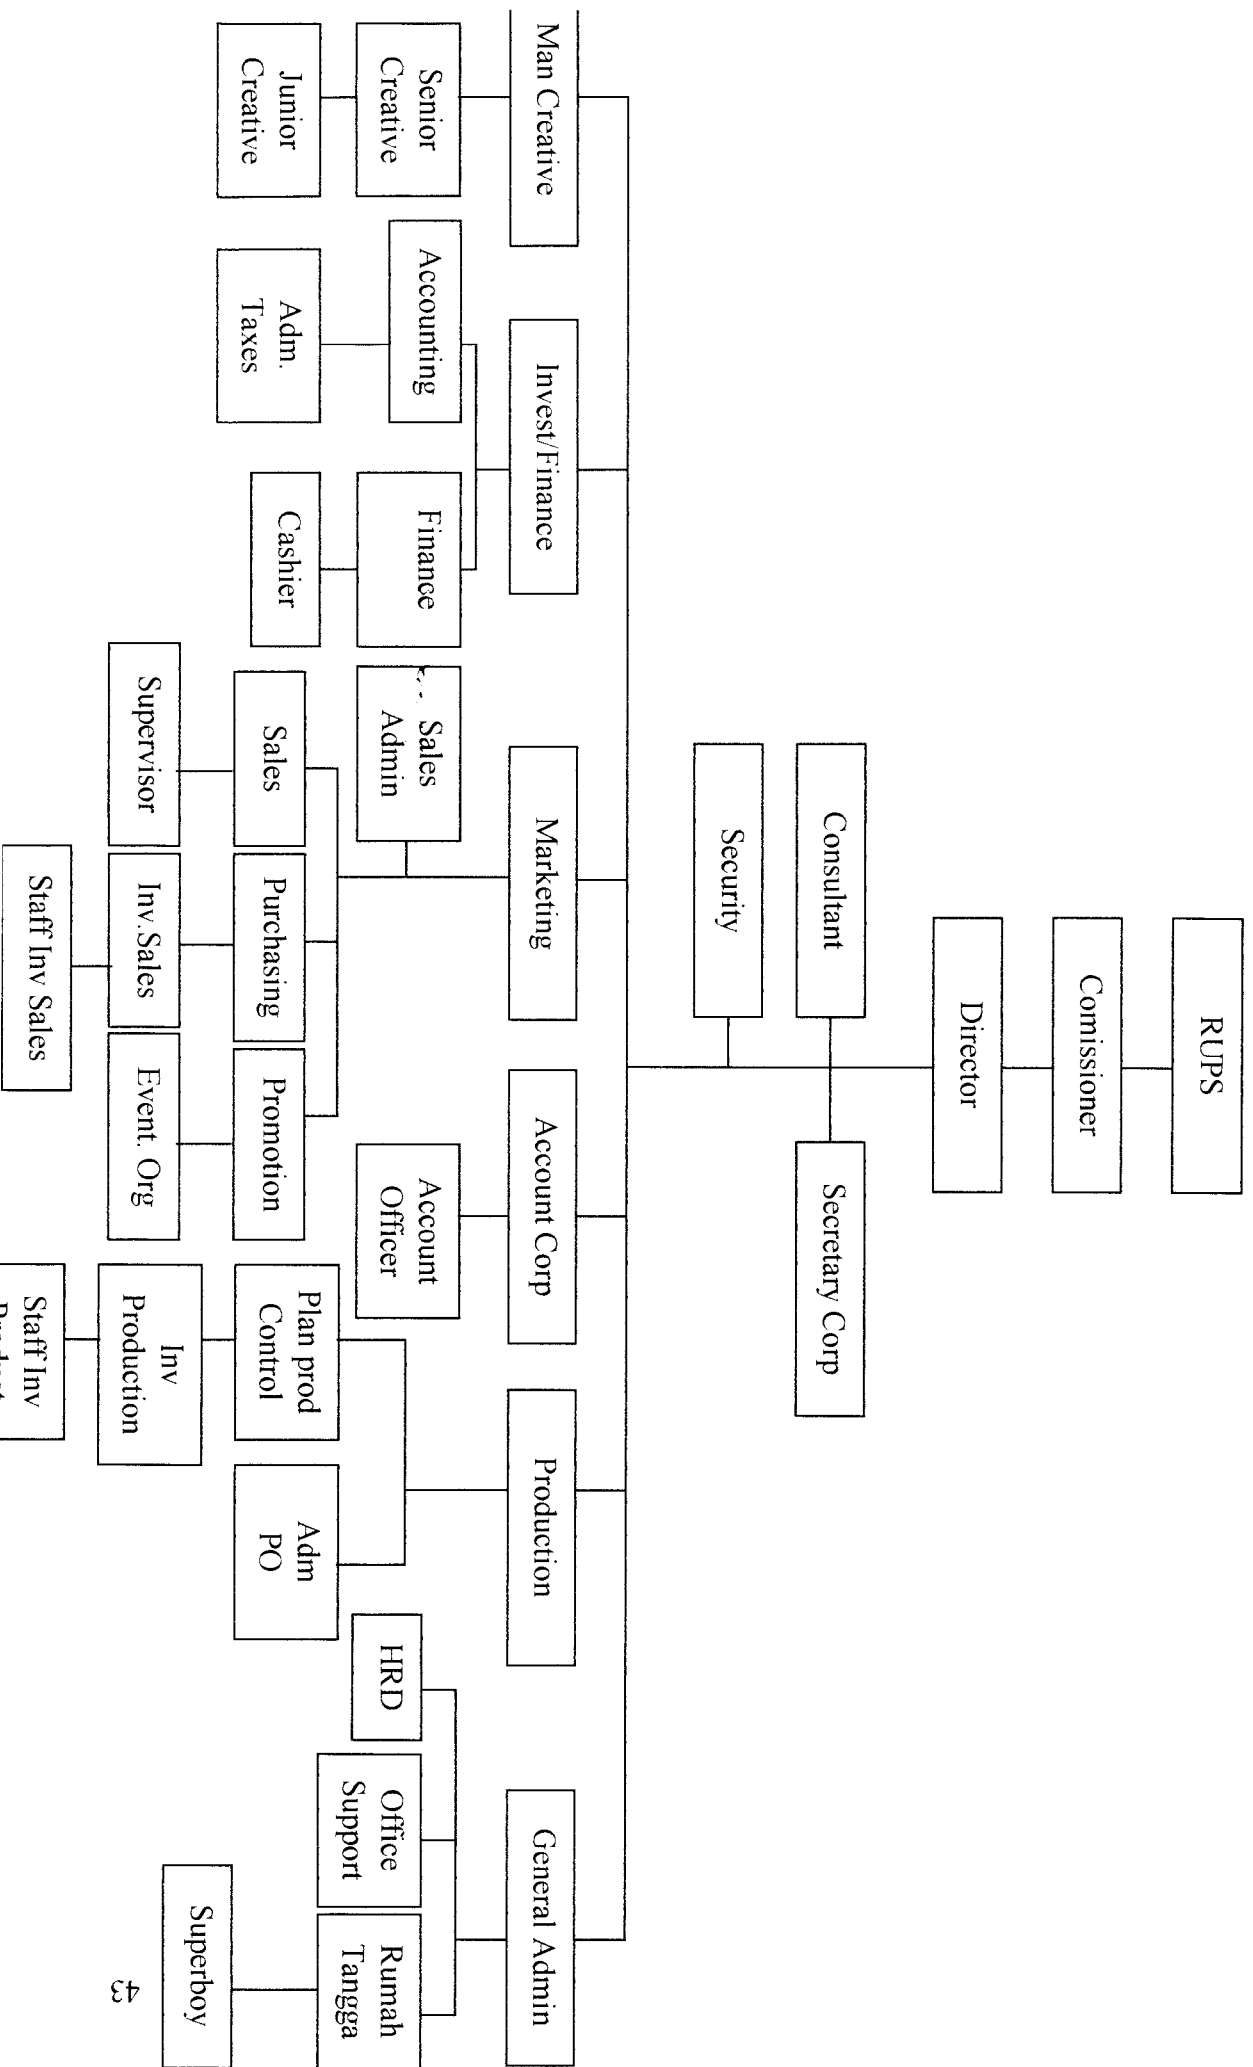 RUPS
Comissioner
Director
Consultant
Secretary Corp
Security
Man Creative
Invest/Finance
Marketing
Account Corp
Production
General Admin
Senior
Creative
Junior
Creative
Accounting
Adm.
Taxes
Finance
Cashier
Sales
Admin
Sales
Purchasing
Promotion
Supervisor
Inv.Sales
Event. Org
Staff Inv Sales
Account
Officer
Plan prod
Control
Adm
PO
Inv
Production
Staff Inv
HRD
Office
Support
Rumah
Tangga
Superboy
43